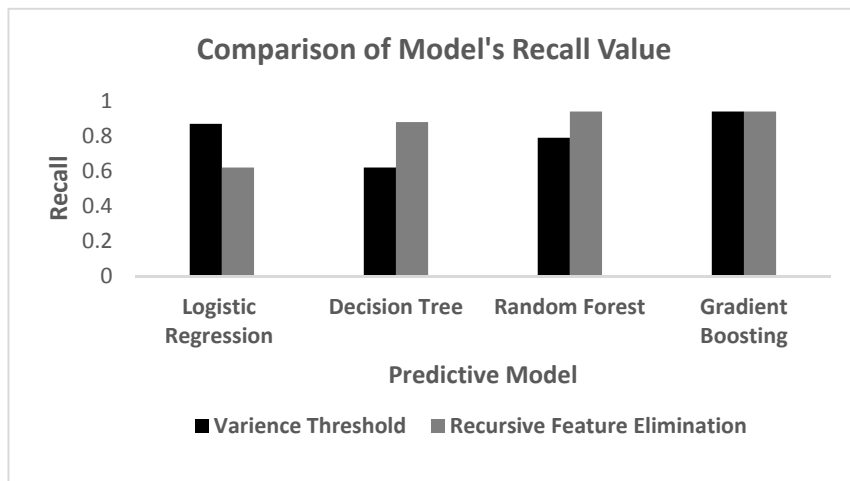 Comparison of Model's Recall Value
Recall
1
0.8
0.6
0.4
0.2
0
Logistic
Regression
Decision Tree
Random Forest
Gradient
Boosting
Predictive Model
Varience Threshold
Recursive Feature Elimination